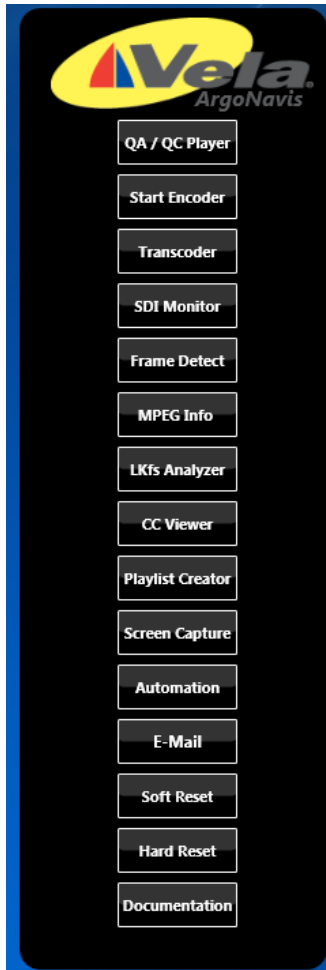 Vela.
ArgoNavis
QA / QC Player
Start Encoder
Transcoder
SDI Monitor
Frame Detect
MPEG Info
LKfs Analyzer
CC Viewer
Playlist Creator
Screen Capture
Automation
E-Mail
Soft Reset
Hard Reset
Documentation